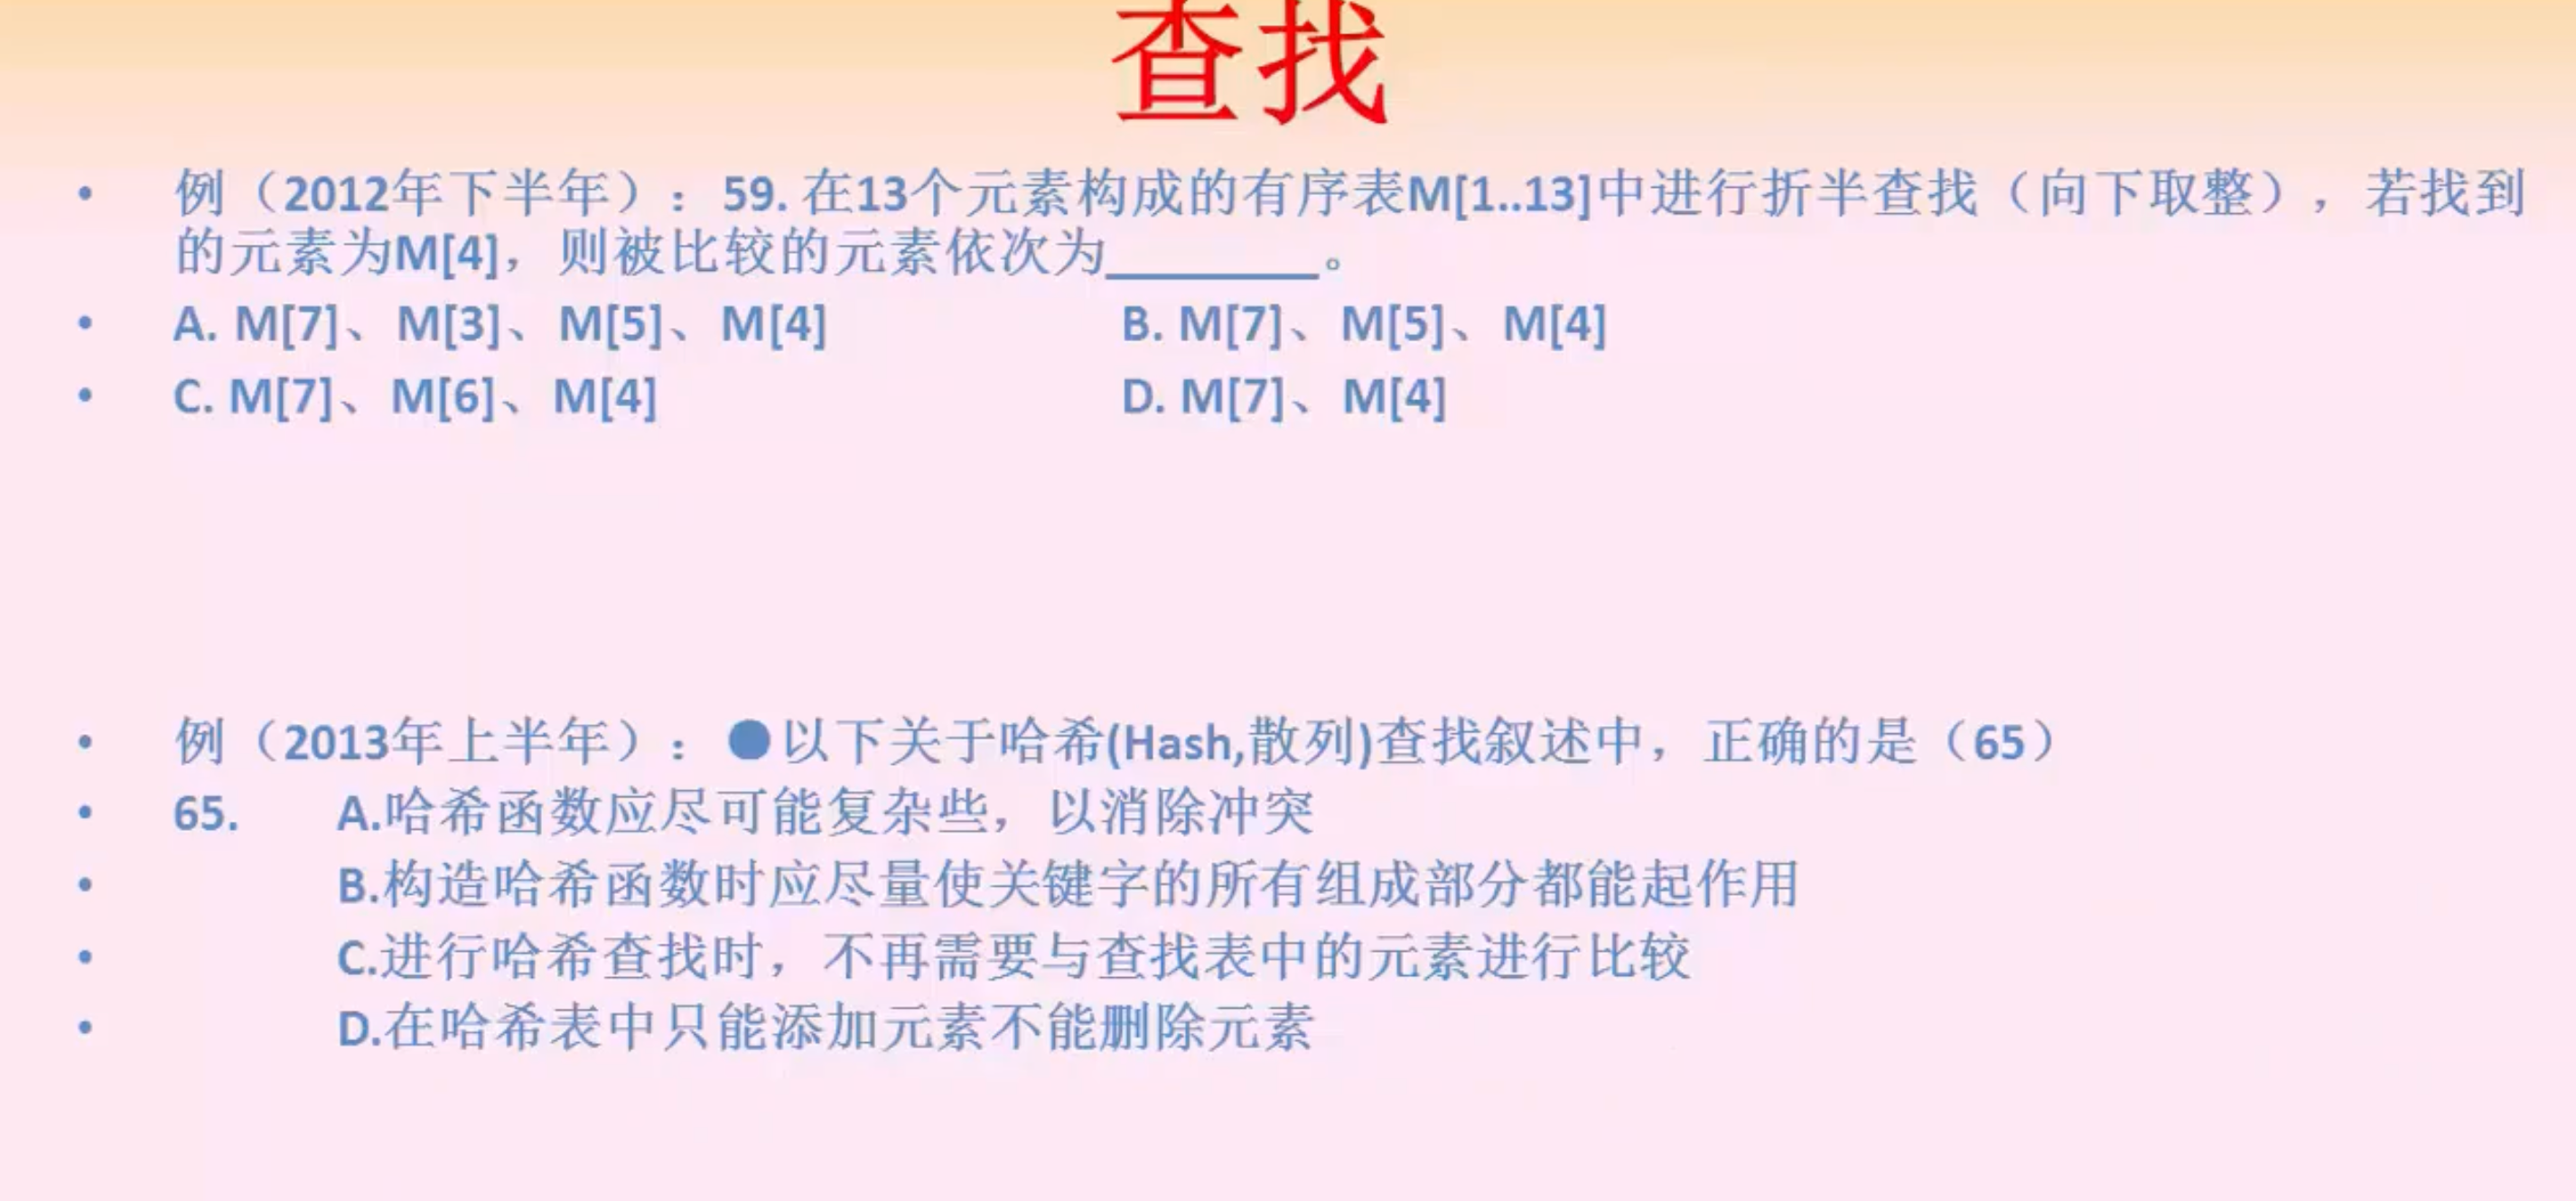 查找
• 例（2012年下半年）：59. 在13个元素构成的有序表M[1..13]中进行折半查找（向下取整），若找到
的元素为M[4]，则被比较的元素依次为________。
• A. M[7]、M[3]、M[5]、M[4] B. M[7]、M[5]、M[4]
• C. M[7]、M[6]、M[4] D. M[7]、M[4]
• 例（2013年上半年）：●以下关于哈希(Hash,散列)查找叙述中，正确的是（65）
• 65. A.哈希函数应尽可能复杂些，以消除冲突
• B.构造哈希函数时应尽量使关键字的所有组成部分都能起作用
• C.进行哈希查找时，不再需要与查找表中的元素进行比较
• D.在哈希表中只能添加元素不能删除元素